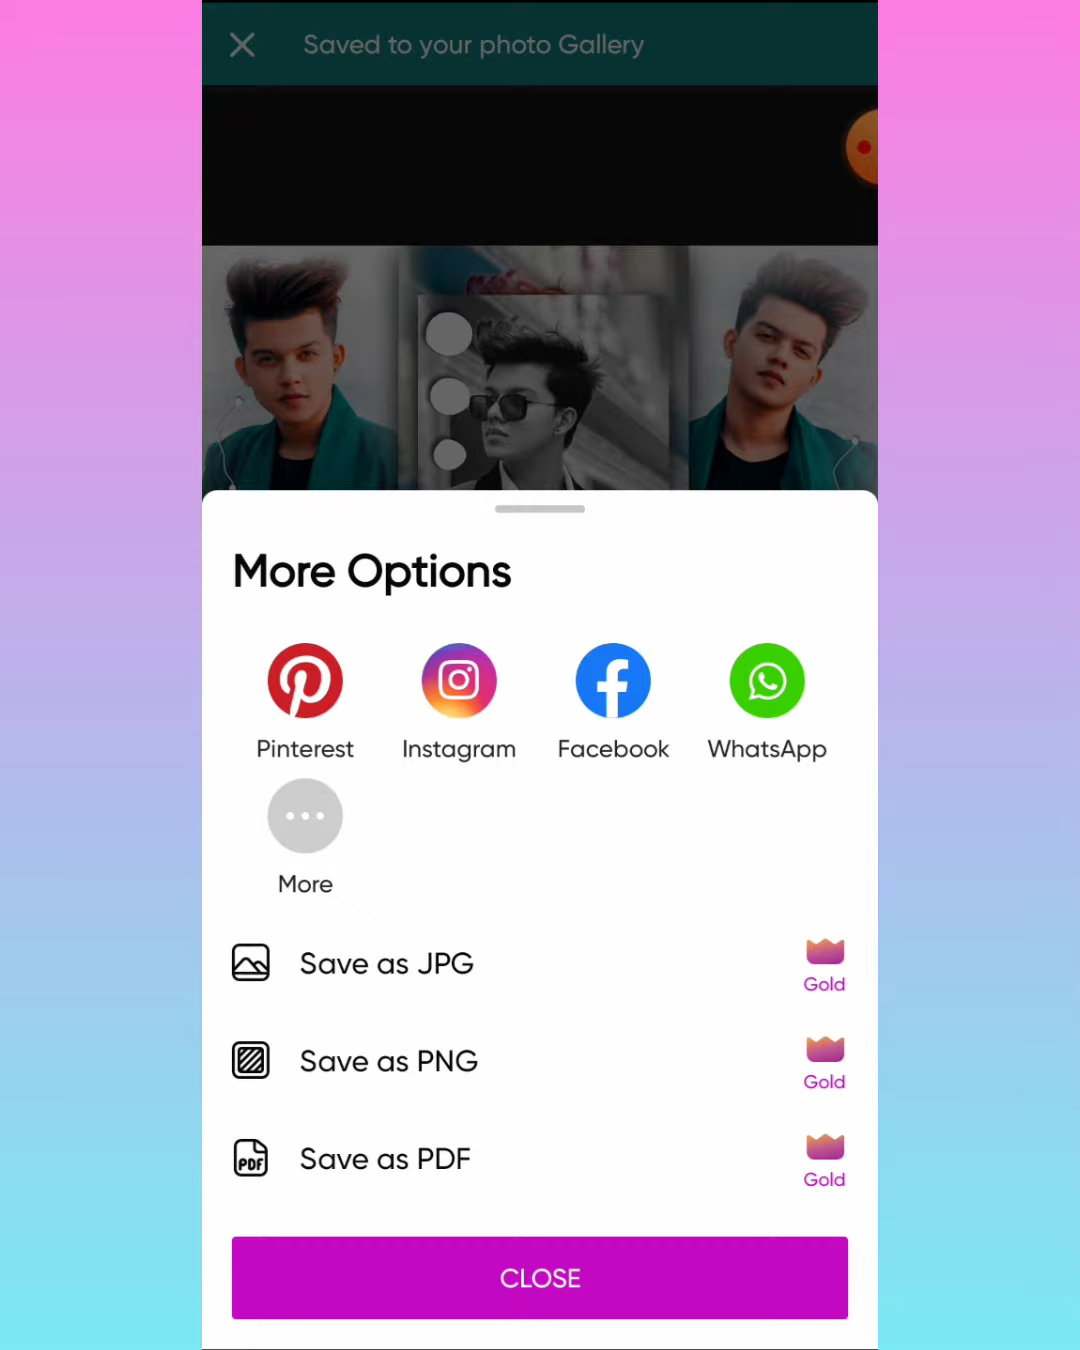 Saved to your photo Gallery
More Options
Pinterest Instagram Facebook WhatsApp
More
Save as JPG Gold
Save as PNG Gold
PDF Save as PDF Gold
CLOSE